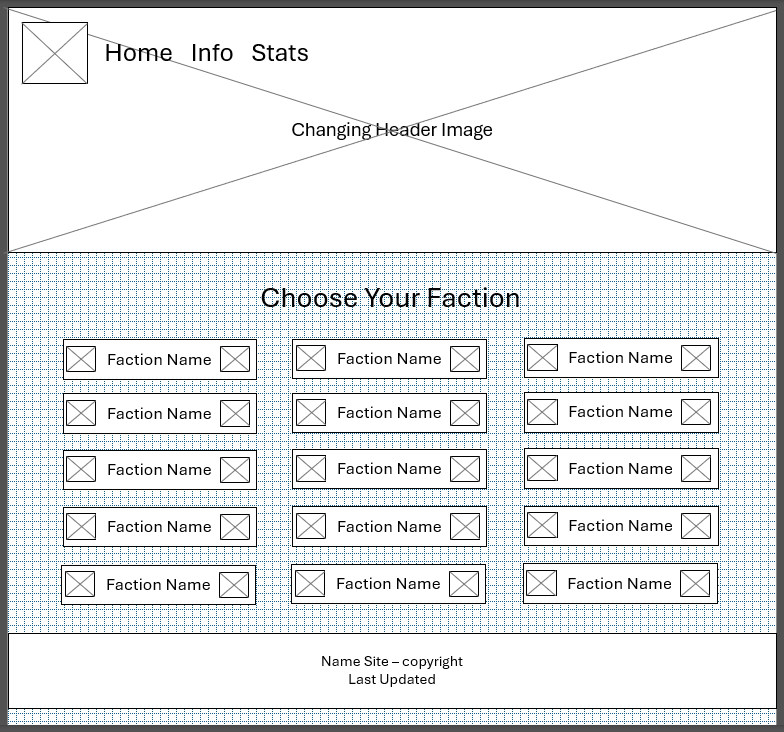 Home Info Stats
Changing Header Image
Choose Your Faction
Faction Name Faction Name Faction Name
Faction Name Faction Name Faction Name
Faction Name Faction Name Faction Name
Faction Name Faction Name Faction Name
Faction Name Faction Name Faction Name
Name Site – copyright
Last Updated